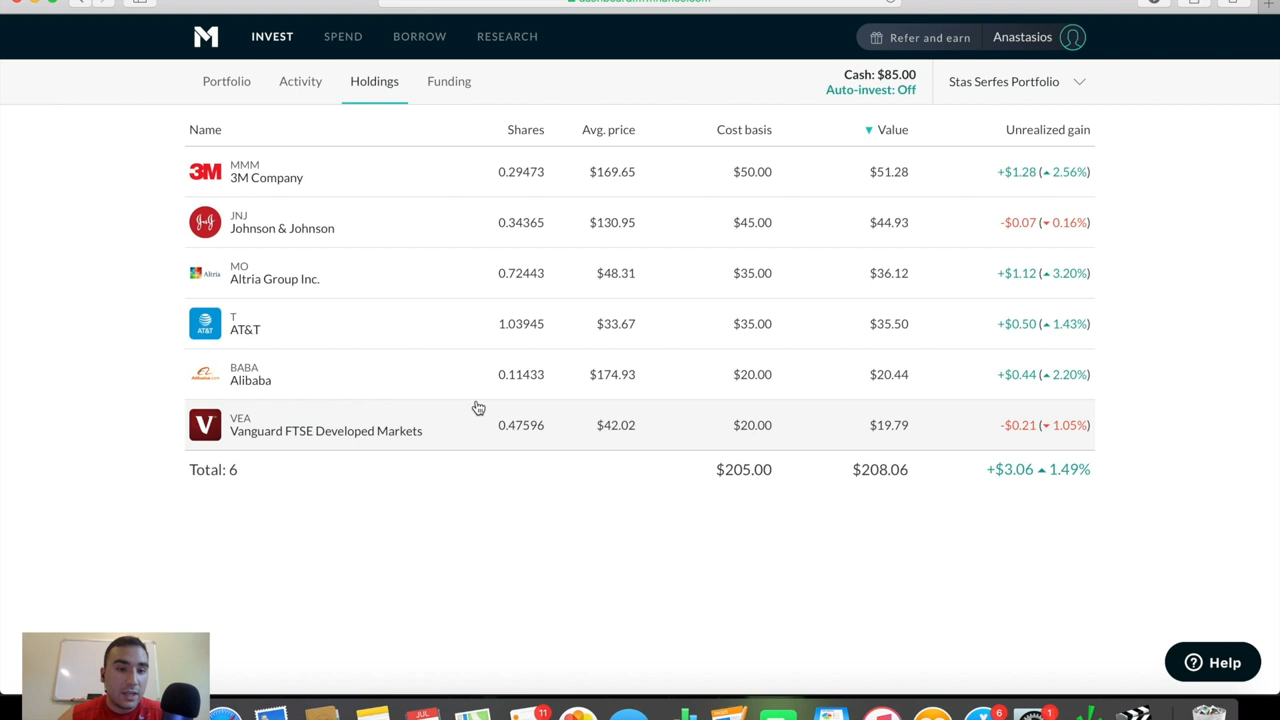 INVEST SPEND BORROW RESEARCH Refer and earn Anastasios
Portfolio Activity Holdings Funding Cash: $85.00 Stas Serfes Portfolio
Auto-invest: Off
Name Shares Avg. price Cost basis ▼ Value Unrealized gain
3M MMM
3M Company 0.29473 $169.65 $50.00 $51.28 +$1.28 (▲ 2.56%)
JNJ
Johnson & Johnson 0.34365 $130.95 $45.00 $44.93 -$0.07 (▼ 0.16%)
Altria MO
Altria Group Inc. 0.72443 $48.31 $35.00 $36.12 +$1.12 (▲ 3.20%)
AT&T T
AT&T 1.03945 $33.67 $35.00 $35.50 +$0.50 (▲ 1.43%)
BABA
Alibaba 0.11433 $174.93 $20.00 $20.44 +$0.44 (▲ 2.20%)
V VEA
Vanguard FTSE Developed Markets 0.47596 $42.02 $20.00 $19.79 -$0.21 (▼ 1.05%)
Total: 6 $205.00 $208.06 +$3.06 ▲ 1.49%
Help
JUL 11 6 1